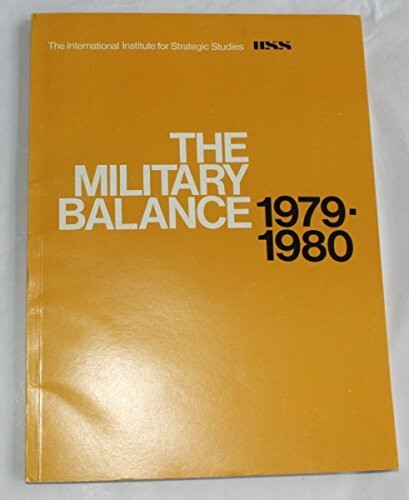 The International Institute for Strategic Studies IISS
THE
MILITARY
BALANCE 1979-
1980